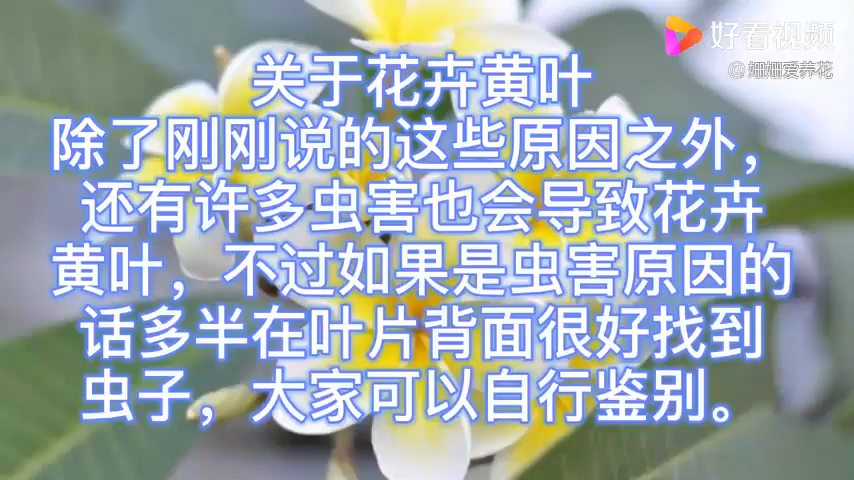 好看视频
@姗姗爱养花
关于花卉黄叶
除了刚刚说的这些原因之外，
还有许多虫害也会导致花卉
黄叶，不过如果是虫害原因的
话多半在叶片背面很好找到
虫子，大家可以自行鉴别。